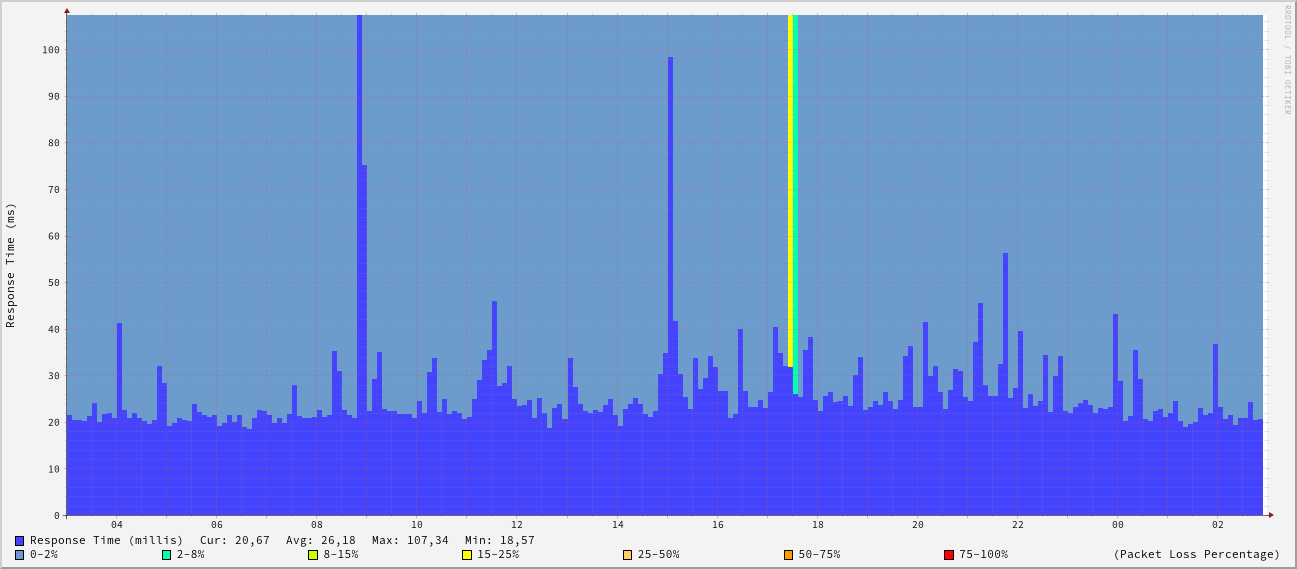 RRDTOOL / TOBI OETIKER
Response Time (ms)
100
90
80
70
60
50
40
30
20
10
0
04 06 08 10 12 14 16 18 20 22 00 02
Response Time (millis) Cur: 20,67 Avg: 26,18 Max: 107,34 Min: 18,57
0-2% 2-8% 8-15% 15-25% 25-50% 50-75% 75-100% (Packet Loss Percentage)